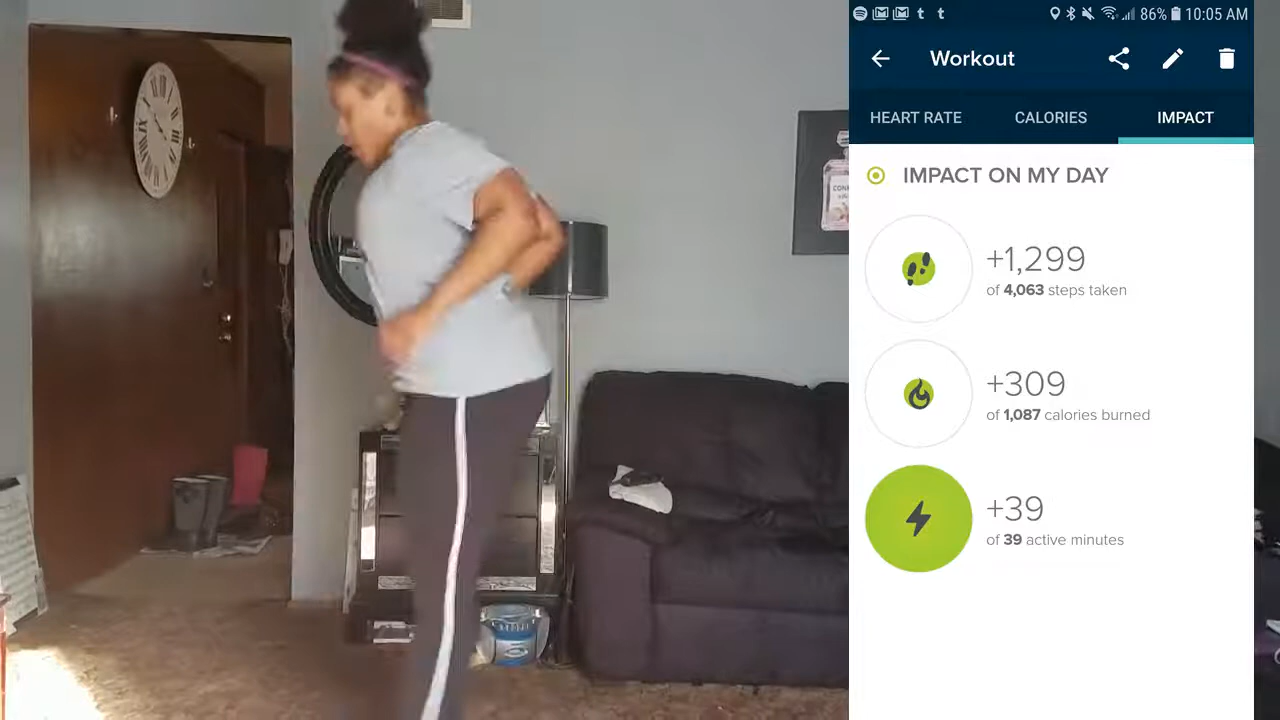 86% 10:05 AM
Workout
HEART RATE CALORIES IMPACT
IMPACT ON MY DAY
+1,299
of 4,063 steps taken
+309
of 1,087 calories burned
+39
of 39 active minutes